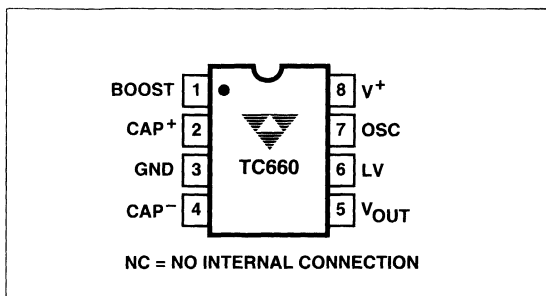 BOOST 1 8 V+
CAP+ 2 7 OSC
GND 3 TC660 6 LV
CAP− 4 5 VOUT
NC = NO INTERNAL CONNECTION